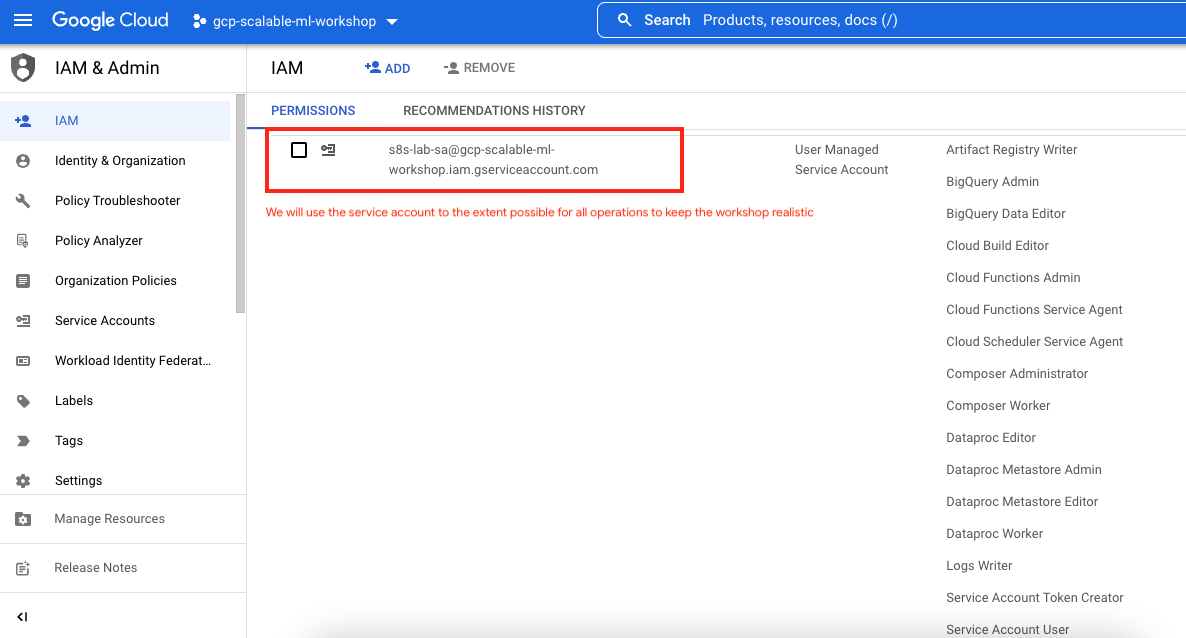 Google Cloud
gcp-scalable-ml-workshop
Search Products, resources, docs (/)
IAM & Admin
IAM
Identity & Organization
Policy Troubleshooter
Policy Analyzer
Organization Policies
Service Accounts
Workload Identity Federat...
Labels
Tags
Settings
Manage Resources
Release Notes
IAM
ADD
REMOVE
PERMISSIONS
RECOMMENDATIONS HISTORY
s8s-lab-sa@gcp-scalable-ml-
workshop.iam.gserviceaccount.com
User Managed
Service Account
We will use the service account to the extent possible for all operations to keep the workshop realistic
Artifact Registry Writer
BigQuery Admin
BigQuery Data Editor
Cloud Build Editor
Cloud Functions Admin
Cloud Functions Service Agent
Cloud Scheduler Service Agent
Composer Administrator
Composer Worker
Dataproc Editor
Dataproc Metastore Admin
Dataproc Metastore Editor
Dataproc Worker
Logs Writer
Service Account Token Creator
Service Account User